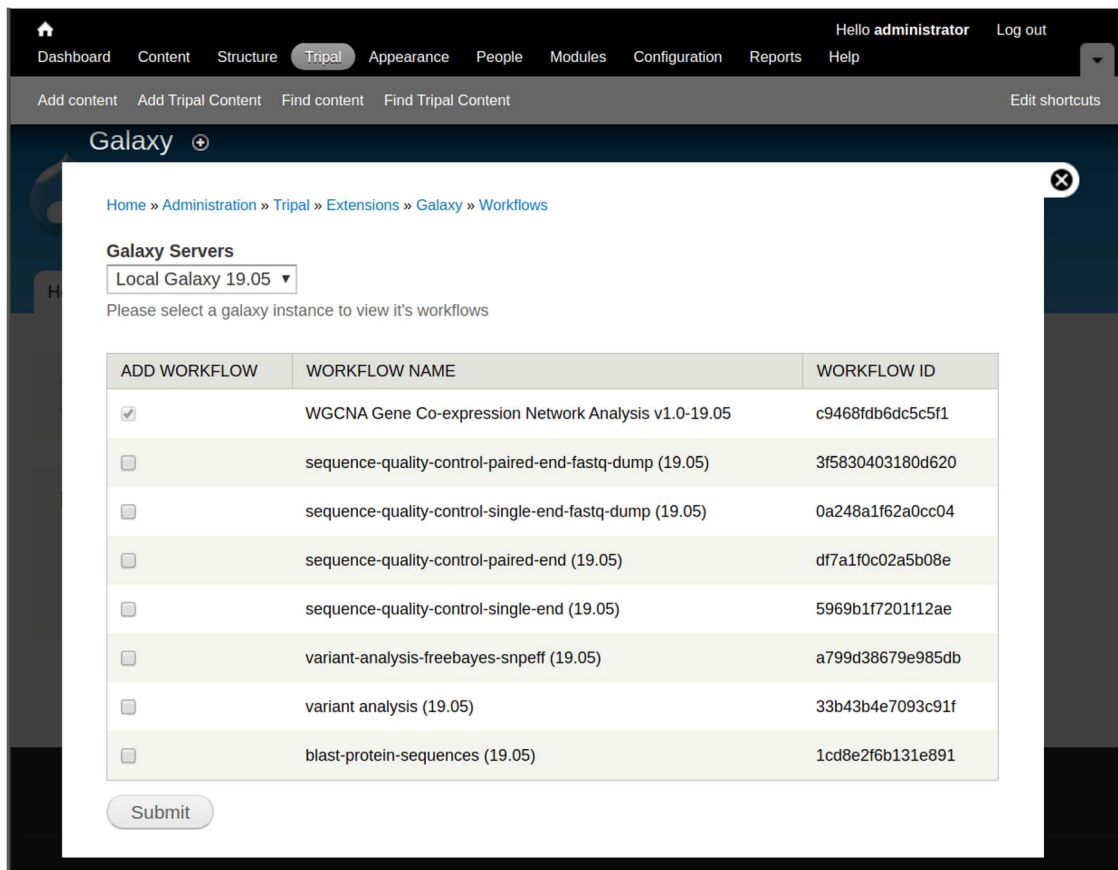 Hello administrator Log out
Dashboard Content Structure Tripal Appearance People Modules Configuration Reports Help
Add content Add Tripal Content Find content Find Tripal Content Edit shortcuts
Galaxy
Home » Administration » Tripal » Extensions » Galaxy » Workflows
Galaxy Servers
Local Galaxy 19.05
Please select a galaxy instance to view it's workflows
ADD WORKFLOW WORKFLOW NAME WORKFLOW ID
WGCNA Gene Co-expression Network Analysis v1.0-19.05 c9468fdb6dc5c5f1
sequence-quality-control-paired-end-fastq-dump (19.05) 3f5830403180d620
sequence-quality-control-single-end-fastq-dump (19.05) 0a248a1f62a0cc04
sequence-quality-control-paired-end (19.05) df7a1f0c02a5b08e
sequence-quality-control-single-end (19.05) 5969b1f7201f12ae
variant-analysis-freebayes-snpeff (19.05) a799d38679e985db
variant analysis (19.05) 33b43b4e7093c91f
blast-protein-sequences (19.05) 1cd8e2f6b131e891
Submit